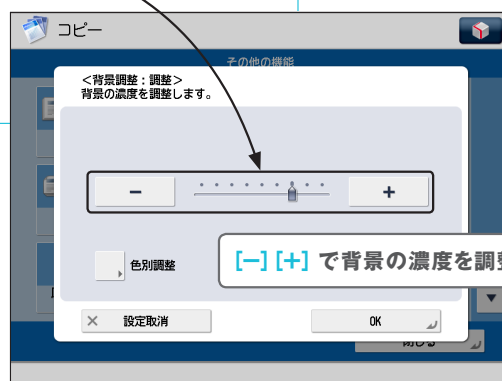 コピー
その他の機能
<背景調整:調整>
背景の濃度を調整します。
− +
色別調整
[−][+] で背景の濃度を調整
× 設定取消
OK
閉じる